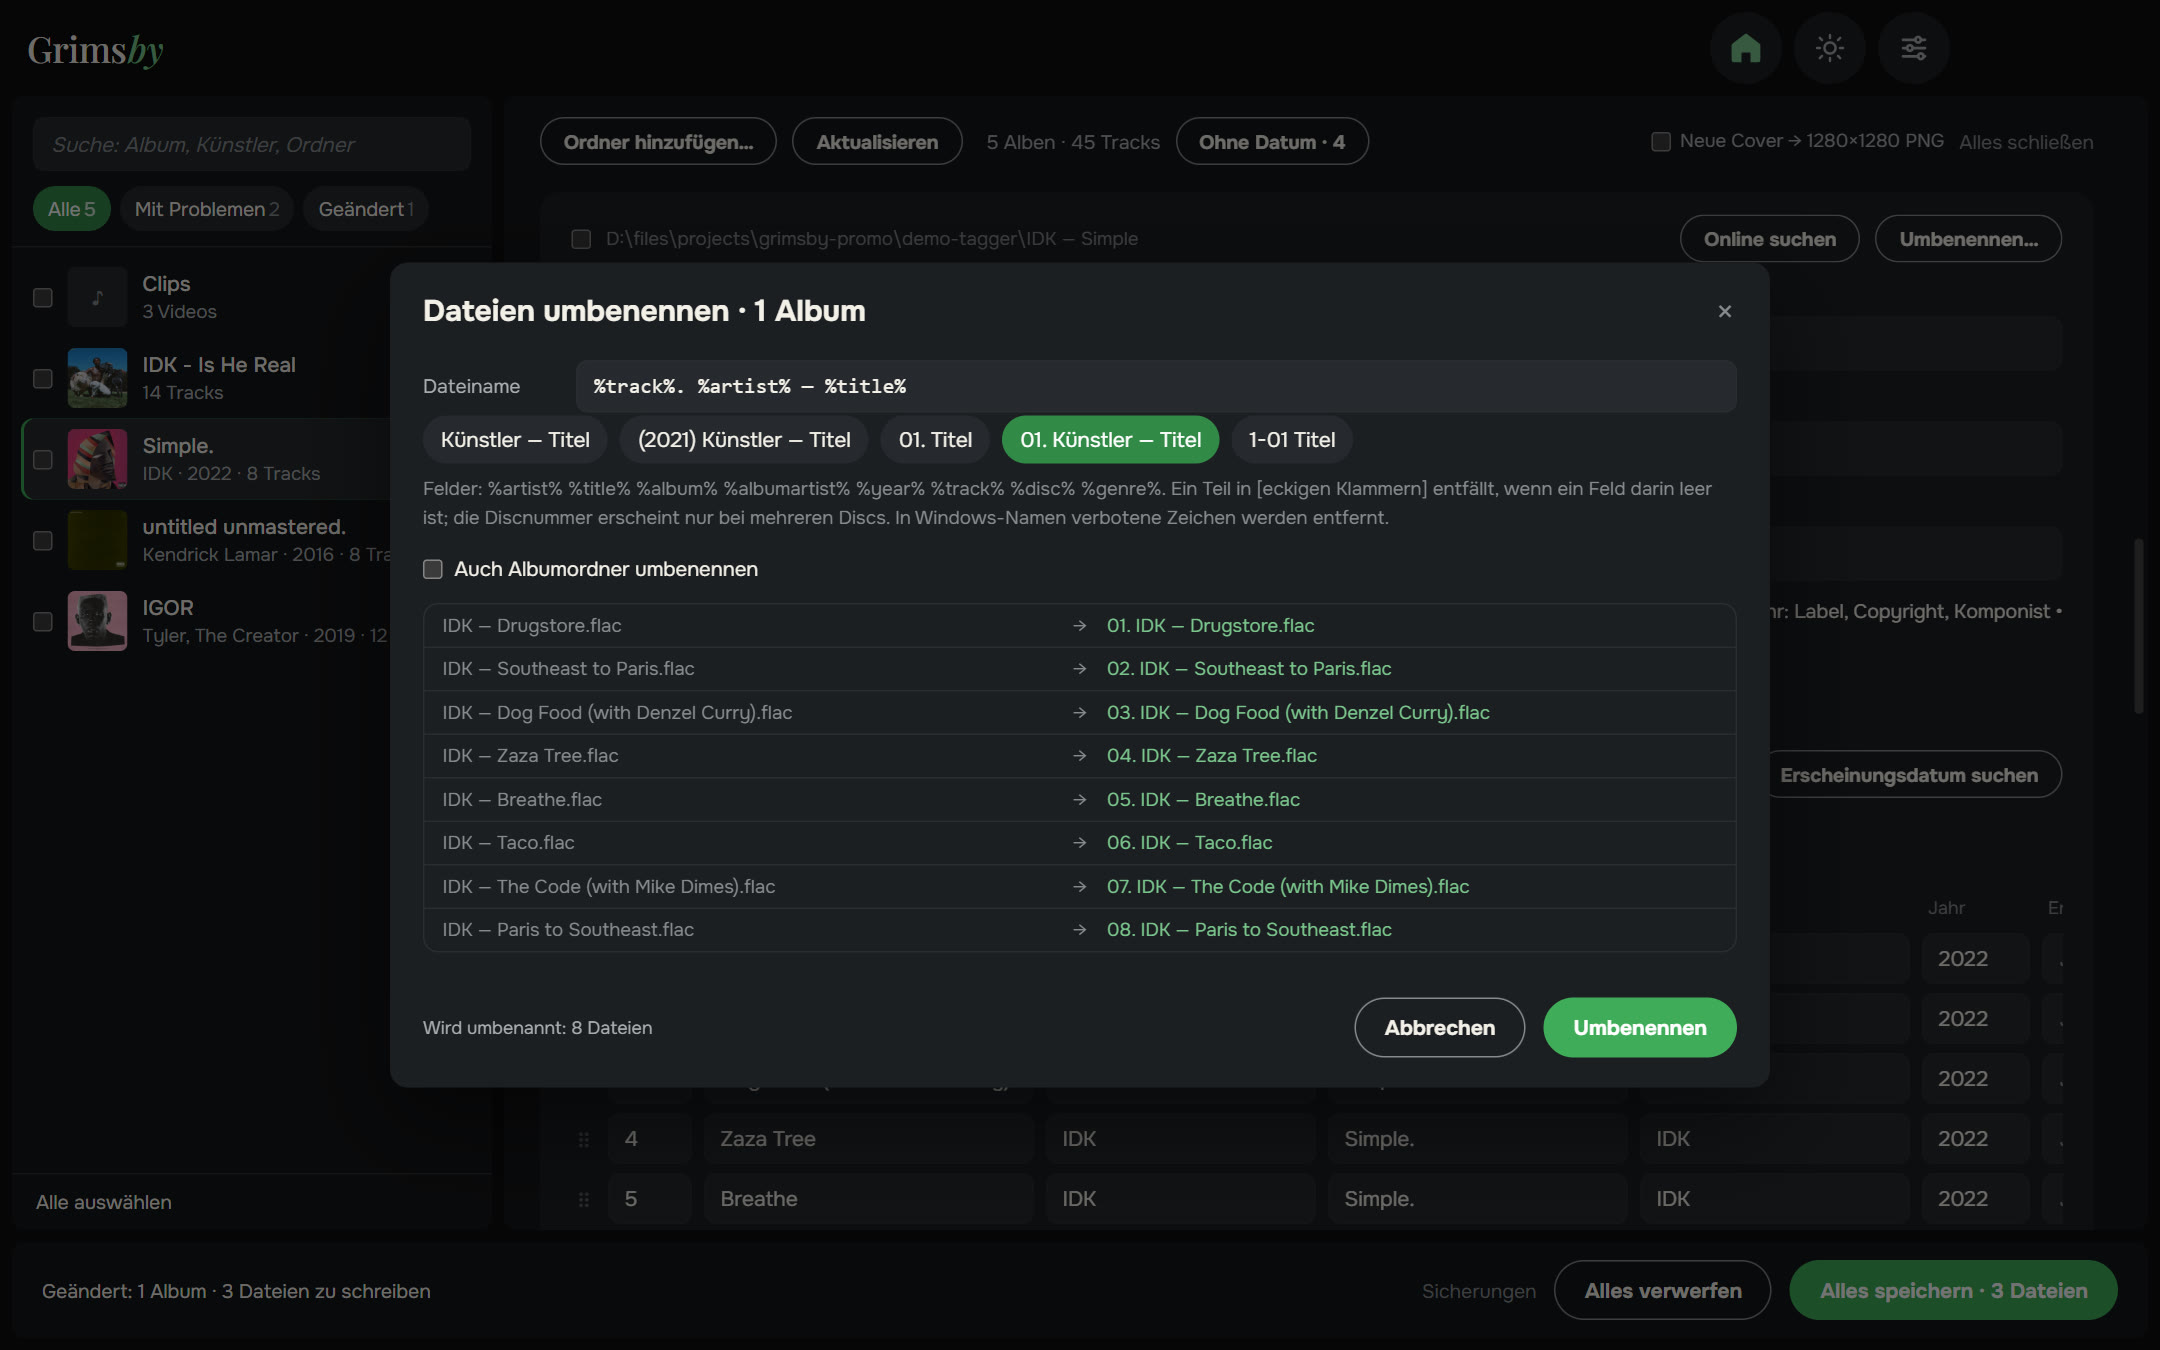 Grimsby
Suche: Album, Künstler, Ordner
Alle 5
Mit Problemen 2
Geändert 1
Clips
3 Videos
IDK - Is He Real
14 Tracks
Simple.
IDK · 2022 · 8 Tracks
untitled unmastered.
Kendrick Lamar · 2016 · 8 Tra
IGOR
Tyler, The Creator · 2019 · 12
Alle auswählen
Ordner hinzufügen...
Aktualisieren
5 Alben · 45 Tracks
Ohne Datum · 4
Neue Cover → 1280×1280 PNG
Alles schließen
D:\files\projects\grimsby-promo\demo-tagger\IDK — Simple
Online suchen
Umbenennen...
Dateien umbenennen · 1 Album
×
Dateiname
%track%. %artist% — %title%
Künstler — Titel
(2021) Künstler — Titel
01. Titel
01. Künstler — Titel
1-01 Titel
Felder: %artist% %title% %album% %albumartist% %year% %track% %disc% %genre%. Ein Teil in [eckigen Klammern] entfällt, wenn ein Feld darin leer
ist; die Discnummer erscheint nur bei mehreren Discs. In Windows-Namen verbotene Zeichen werden entfernt.
Auch Albumordner umbenennen
IDK — Drugstore.flac → 01. IDK — Drugstore.flac
IDK — Southeast to Paris.flac → 02. IDK — Southeast to Paris.flac
IDK — Dog Food (with Denzel Curry).flac → 03. IDK — Dog Food (with Denzel Curry).flac
IDK — Zaza Tree.flac → 04. IDK — Zaza Tree.flac
IDK — Breathe.flac → 05. IDK — Breathe.flac
IDK — Taco.flac → 06. IDK — Taco.flac
IDK — The Code (with Mike Dimes).flac → 07. IDK — The Code (with Mike Dimes).flac
IDK — Paris to Southeast.flac → 08. IDK — Paris to Southeast.flac
Wird umbenannt: 8 Dateien
Abbrechen
Umbenennen
hr: Label, Copyright, Komponist •
Erscheinungsdatum suchen
Jahr
2022
2022
2022
4 Zaza Tree IDK Simple. IDK 2022
5 Breathe IDK Simple. IDK 2022
Geändert: 1 Album · 3 Dateien zu schreiben
Sicherungen
Alles verwerfen
Alles speichern · 3 Dateien